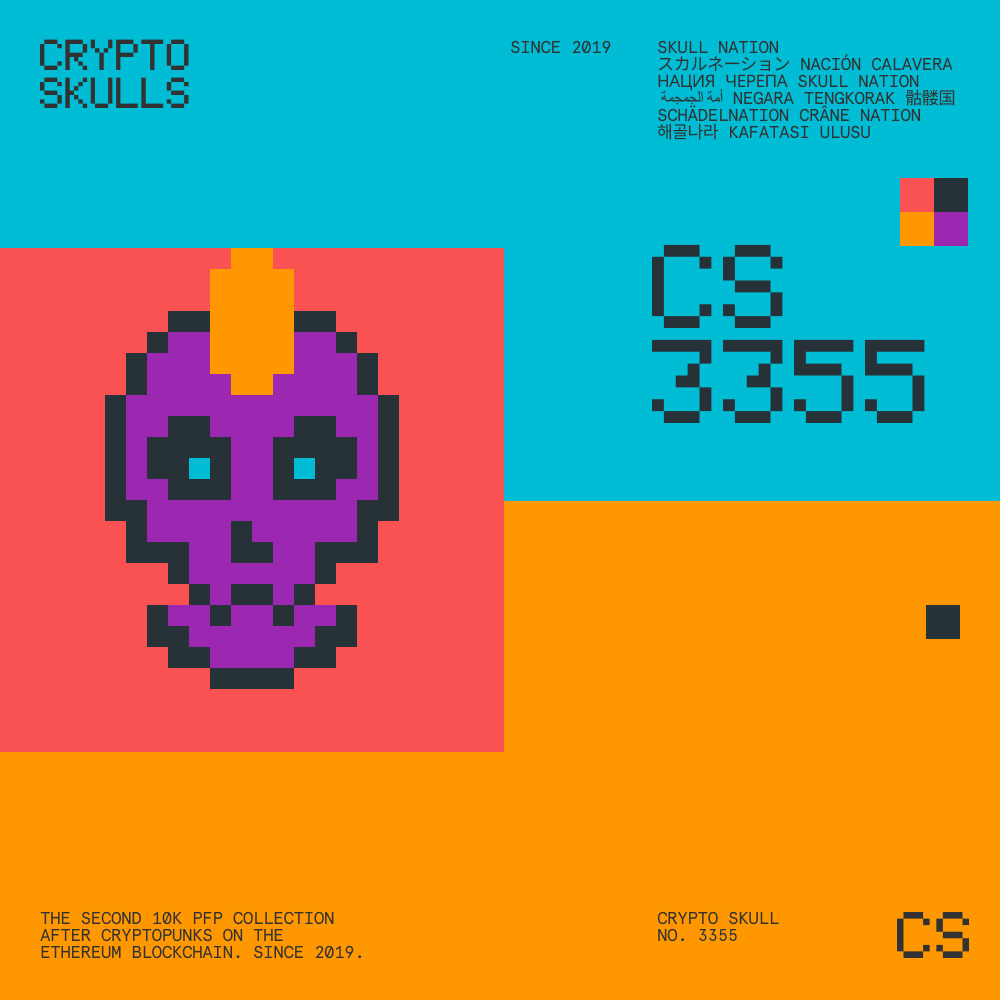 CRYPTO
SKULLS
SINCE 2019
SKULL NATION
スカルネーション NACIÓN CALAVERA
НАЦИЯ ЧЕРЕПА SKULL NATION
أمة الجمجمة NEGARA TENGKORAK 骷髅国
SCHÄDELNATION CRÂNE NATION
해골나라 KAFATASI ULUSU
CS
3355
THE SECOND 10K PFP COLLECTION
AFTER CRYPTOPUNKS ON THE
ETHEREUM BLOCKCHAIN. SINCE 2019.
CRYPTO SKULL
NO. 3355
CS